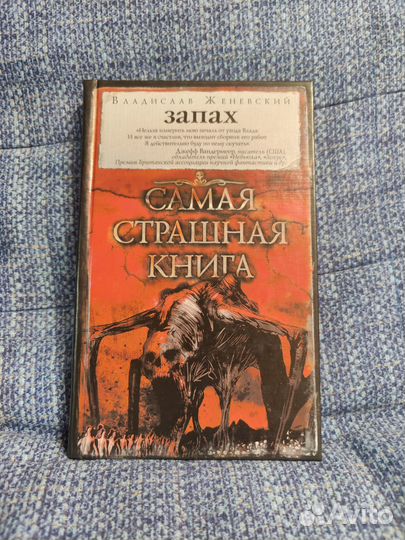 Владислав Женевский
запах
«Нельзя измерить мою печаль от ухода Влада.
И все же я счастлив, что выходит сборник его работ.
Я действительно буду по нему скучать»
Джефф Вандермеер, писатель (США),
обладатель премий «Небьюла», «Локус»,
Премии Британской ассоциации научной фантастики и др.
САМАЯ
СТРАШНАЯ
КНИГА
Avito